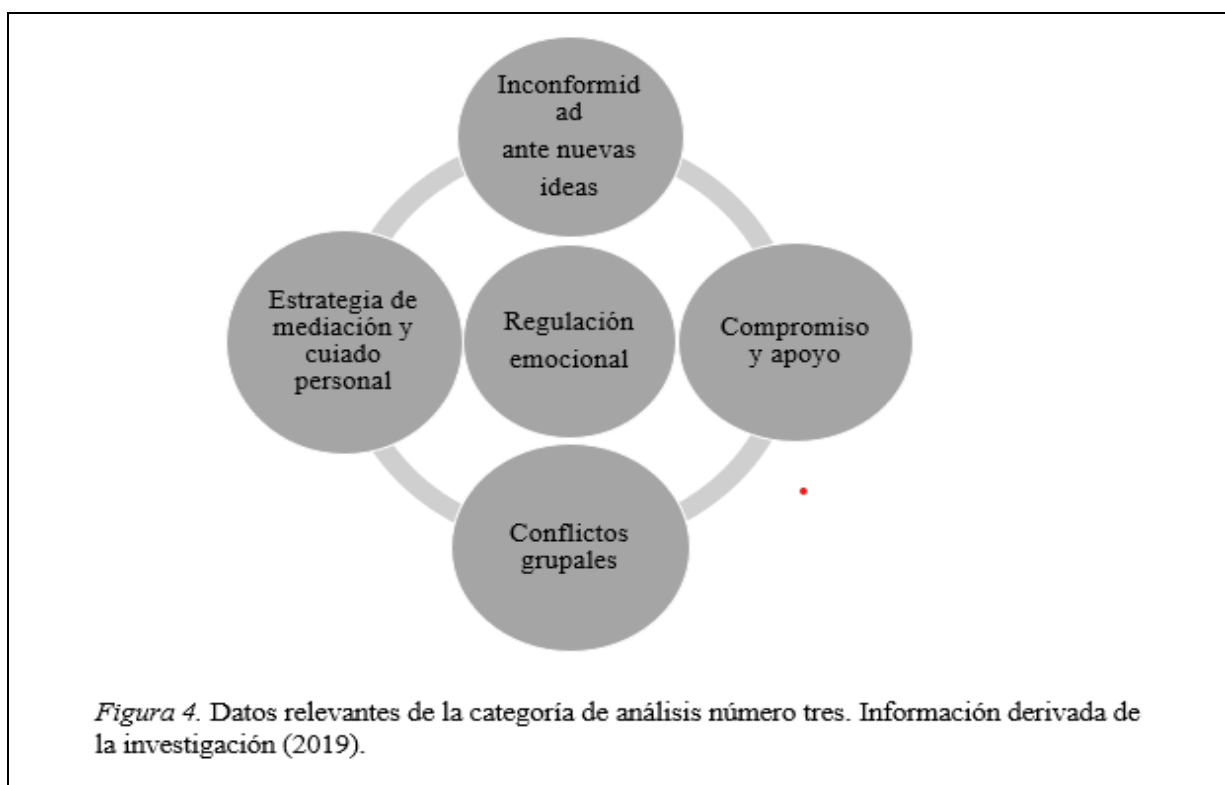 Inconformid
ad
ante nuevas
ideas
Estrategia de
mediación y
cuiado
personal
Regulación
emocional
Compromiso
y apoyo
Conflictos
grupales
Figura 4. Datos relevantes de la categoría de análisis número tres. Información derivada de
la investigación (2019).